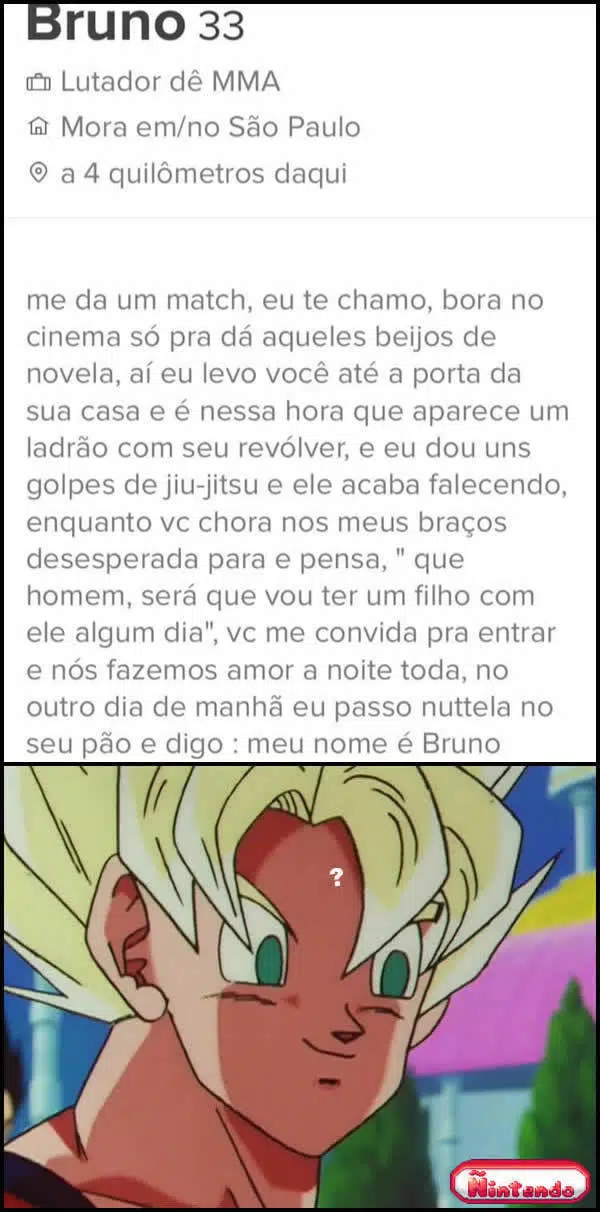 Bruno 33
Lutador dê MMA
Mora em/no São Paulo
a 4 quilômetros daqui
me da um match, eu te chamo, bora no
cinema só pra dá aqueles beijos de
novela, aí eu levo você até a porta da
sua casa e é nessa hora que aparece um
ladrão com seu revólver, e eu dou uns
golpes de jiu-jitsu e ele acaba falecendo,
enquanto vc chora nos meus braços
desesperada para e pensa, " que
homem, será que vou ter um filho com
ele algum dia", vc me convida pra entrar
e nós fazemos amor a noite toda, no
outro dia de manhã eu passo nuttela no
seu pão e digo : meu nome é Bruno
?
Ñintendo